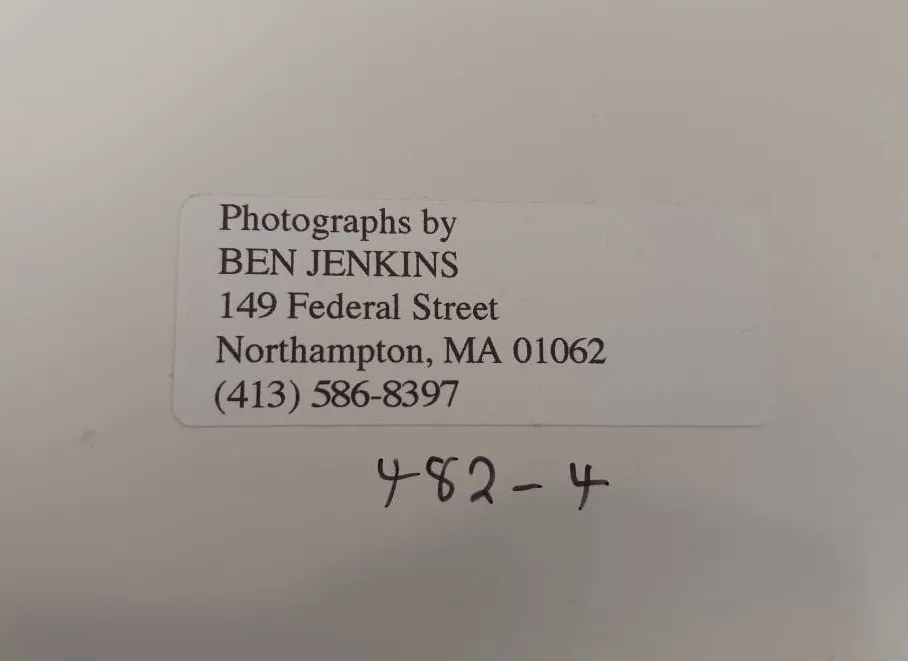 Photographs by
BEN JENKINS
149 Federal Street
Northampton, MA 01062
(413) 586-8397
482-4